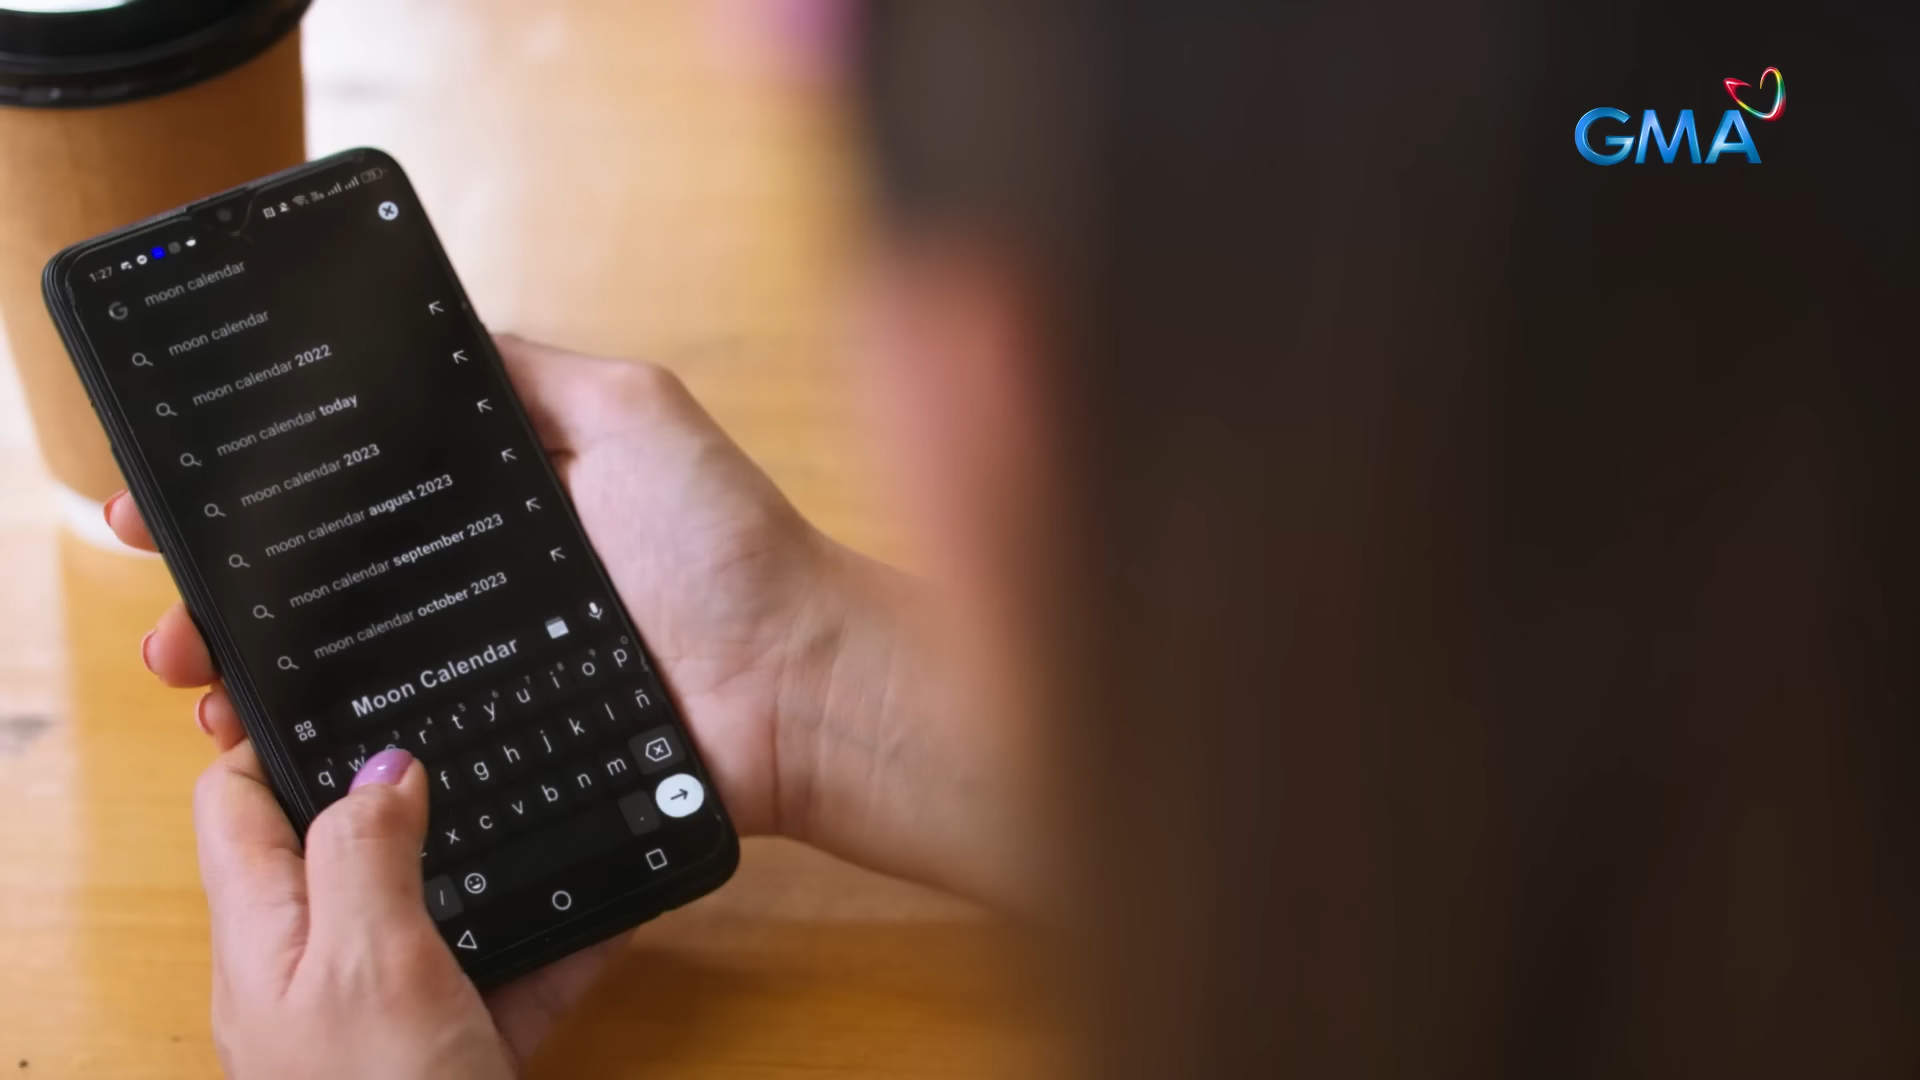 GMA
1:27
moon calendar
moon calendar
moon calendar 2022
moon calendar today
moon calendar 2023
moon calendar august 2023
moon calendar september 2023
moon calendar october 2023
Moon Calendar
q w e r t y u i o p
f g h j k l ñ
x c v b n m
/ .